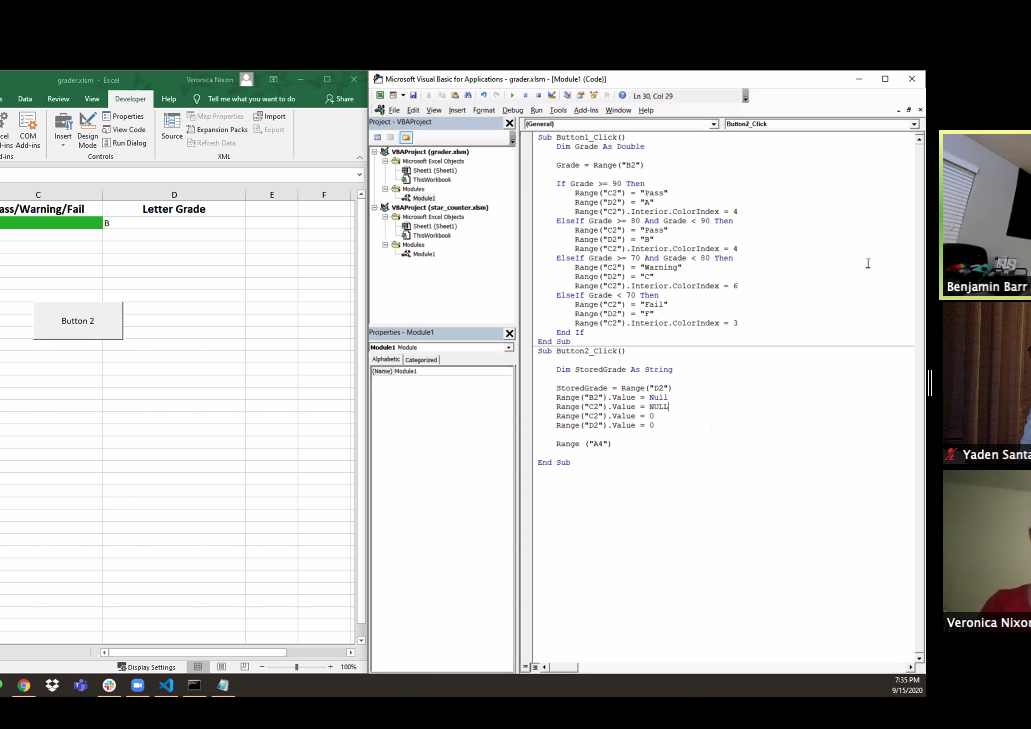 grader.xlsm - Excel
Veronica Nixon
Data Review View Developer Help Tell me what you want to do Share
COM
Add-ins
Insert
Design
Mode
Properties
View Code
Run Dialog
Controls
Source
Map Properties
Expansion Packs
Refresh Data
Import
Export
XML
C D E F
ass/Warning/Fail Letter Grade
B
Button 2
Display Settings
100%
Microsoft Visual Basic for Applications - grader.xlsm - [Module1 (Code)]
Ln 30, Col 29
File Edit View Insert Format Debug Run Tools Add-Ins Window Help
Project - VBAProject
VBAProject (grader.xlsm)
Microsoft Excel Objects
Sheet1 (Sheet1)
ThisWorkbook
Modules
Module1
VBAProject (star_counter.xlsm)
Microsoft Excel Objects
Sheet1 (Sheet1)
ThisWorkbook
Modules
Module1
Properties - Module1
Module1 Module
Alphabetic Categorized
(Name) Module1
(General) Button2_Click
Sub Button1_Click()
Dim Grade As Double
Grade = Range("B2")
If Grade >= 90 Then
Range("C2") = "Pass"
Range("D2") = "A"
Range("C2").Interior.ColorIndex = 4
ElseIf Grade >= 80 And Grade < 90 Then
Range("C2") = "Pass"
Range("D2") = "B"
Range("C2").Interior.ColorIndex = 4
ElseIf Grade >= 70 And Grade < 80 Then
Range("C2") = "Warning"
Range("D2") = "C"
Range("C2").Interior.ColorIndex = 6
ElseIf Grade < 70 Then
Range("C2") = "Fail"
Range("D2") = "F"
Range("C2").Interior.ColorIndex = 3
End If
End Sub
Sub Button2_Click()
Dim StoredGrade As String
StoredGrade = Range("D2")
Range("B2").Value = Null
Range("C2").Value = NULL
Range("C2").Value = 0
Range("D2").Value = 0
Range ("A4")
End Sub
7:35 PM
9/15/2020
Benjamin Barr
Yaden Santa
Veronica Nixon